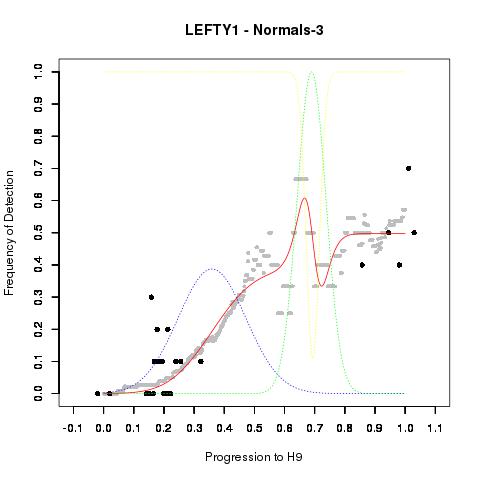 LEFTY1 - Normals-3
Frequency of Detection
1.0
0.9
0.8
0.7
0.6
0.5
0.4
0.3
0.2
0.1
0.0
-0.1 0.0 0.1 0.2 0.3 0.4 0.5 0.6 0.7 0.8 0.9 1.0 1.1
Progression to H9